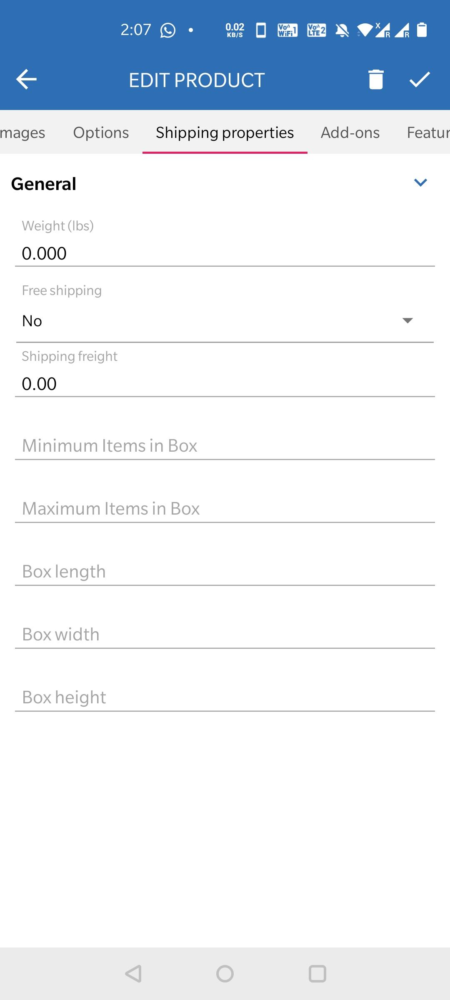 2:07 0.02 KB/S Vo WiFi 1 Vo LTE 2 X R R
EDIT PRODUCT
mages Options Shipping properties Add-ons Featur
General
Weight (lbs)
0.000
Free shipping
No
Shipping freight
0.00
Minimum Items in Box
Maximum Items in Box
Box length
Box width
Box height